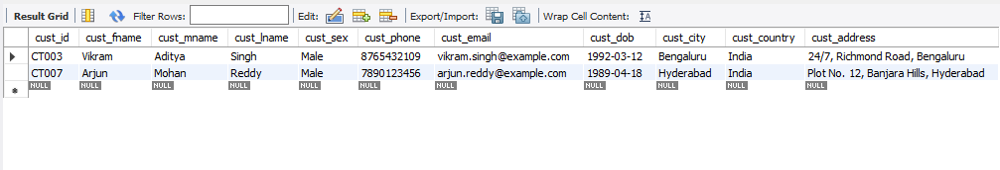 Result Grid Filter Rows: Edit: Export/Import: Wrap Cell Content: IA
cust_id cust_fname cust_mname cust_lname cust_sex cust_phone cust_email cust_dob cust_city cust_country cust_address
CT003 Vikram Aditya Singh Male 8765432109 vikram.singh@example.com 1992-03-12 Bengaluru India 24/7, Richmond Road, Bengaluru
CT007 Arjun Mohan Reddy Male 7890123456 arjun.reddy@example.com 1989-04-18 Hyderabad India Plot No. 12, Banjara Hills, Hyderabad
NULL NULL NULL NULL NULL NULL NULL NULL NULL NULL NULL